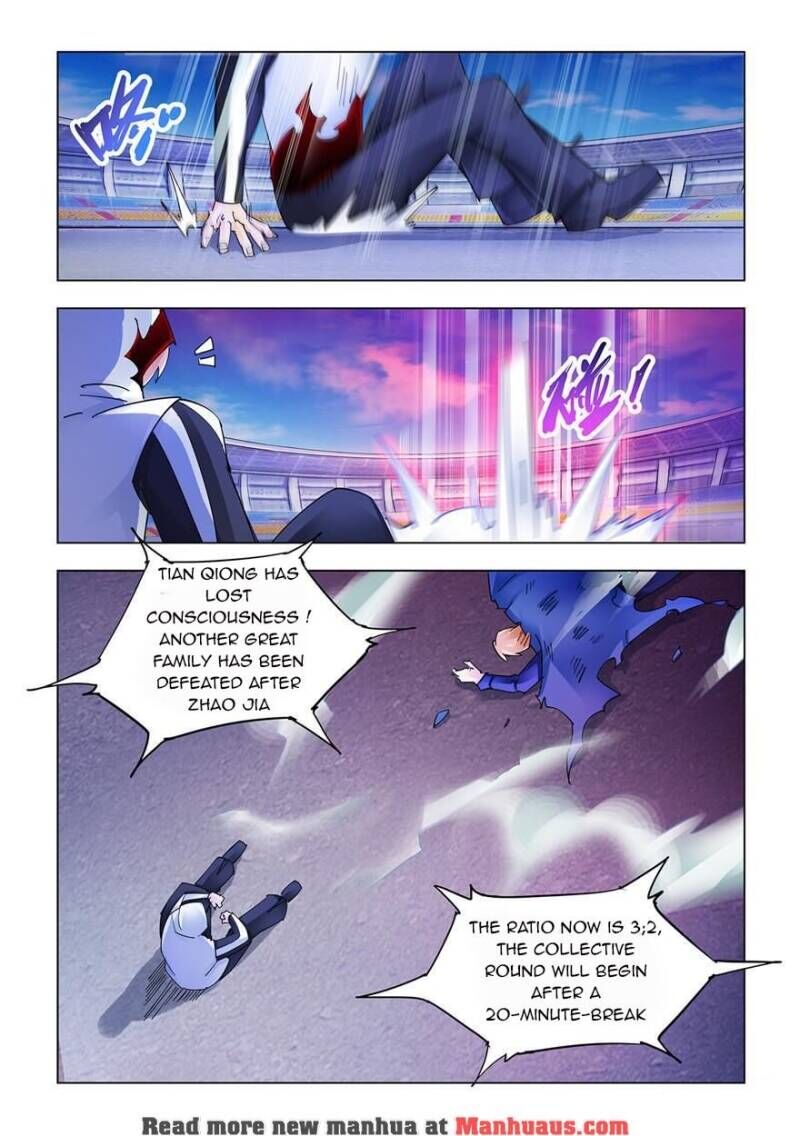 TIAN QIONG HAS
LOST
CONSCIOUSNESS!
ANOTHER GREAT
FAMILY HAS BEEN
DEFEATED AFTER
ZHAO JIA
THE RATIO NOW IS 3;2,
THE COLLECTIVE
ROUND WILL BEGIN
AFTER A
20-MINUTE-BREAK
Read more new manhua at Manhuaus.com